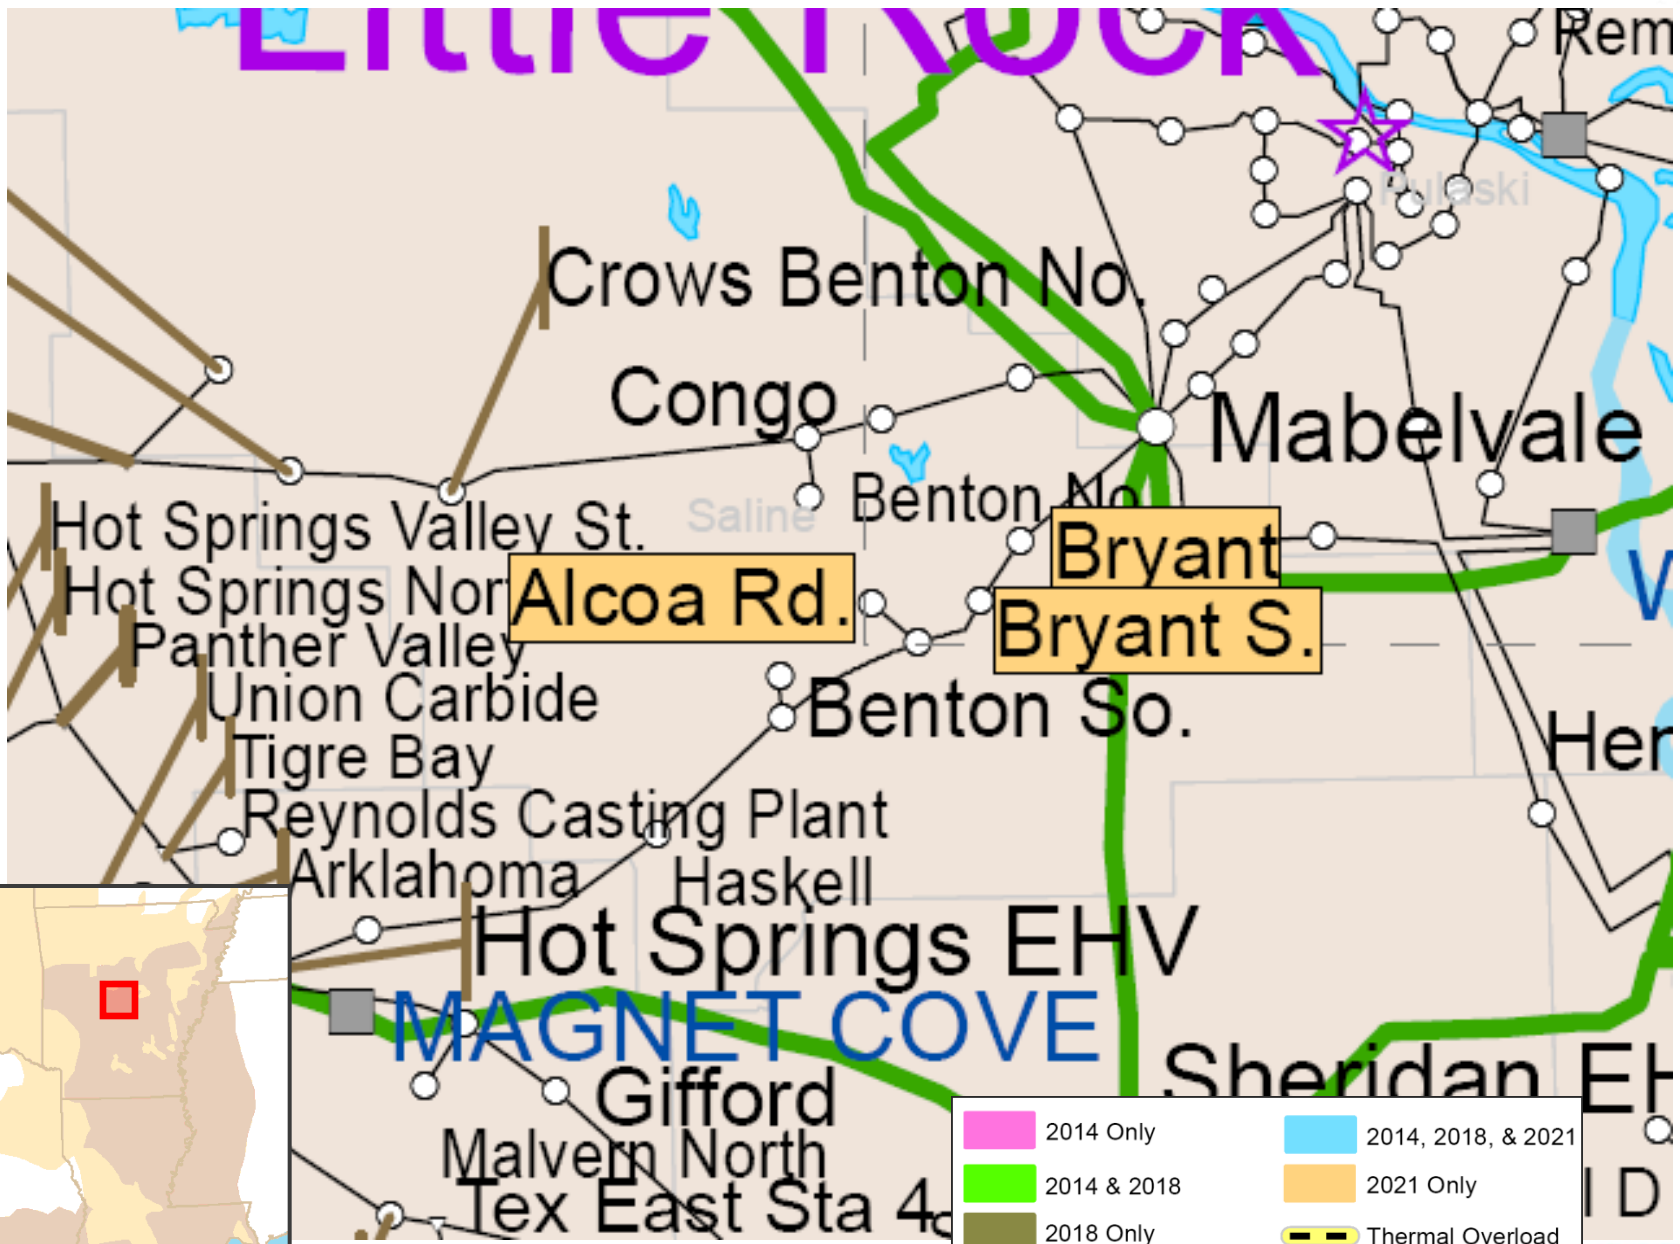 Little Rock
Rem
Pulaski
Crows Benton No.
Congo
Mabelvale
Saline
Benton No.
Hot Springs Valley St.
Bryant
Hot Springs Nor
Alcoa Rd.
Bryant S.
Panther Valley
Union Carbide
Benton So.
Tigre Bay
Her
Reynolds Casting Plant
Arklahoma
Haskell
Hot Springs EHV
MAGNET COVE
Sheridan EH
Gifford
Malvern North
Tex East Sta 4
2014 Only
2014, 2018, & 2021
2014 & 2018
2021 Only
2018 Only
Thermal Overload